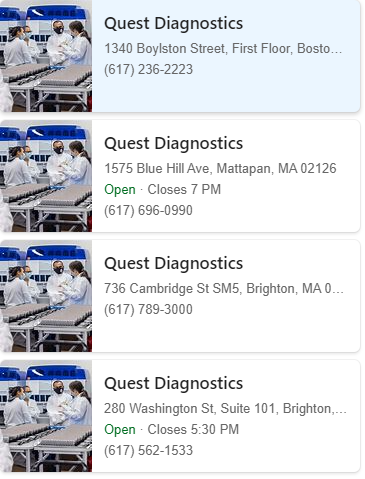 Quest Diagnostics
1340 Boylston Street, First Floor, Bosto...
(617) 236-2223
Quest Diagnostics
1575 Blue Hill Ave, Mattapan, MA 02126
Open · Closes 7 PM
(617) 696-0990
Quest Diagnostics
736 Cambridge St SM5, Brighton, MA 0...
(617) 789-3000
Quest Diagnostics
280 Washington St, Suite 101, Brighton,...
Open · Closes 5:30 PM
(617) 562-1533